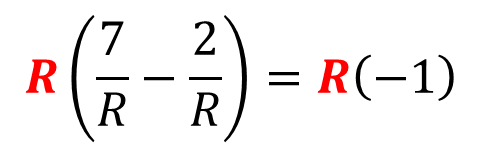 R(7/R − 2/R) = R(−1)